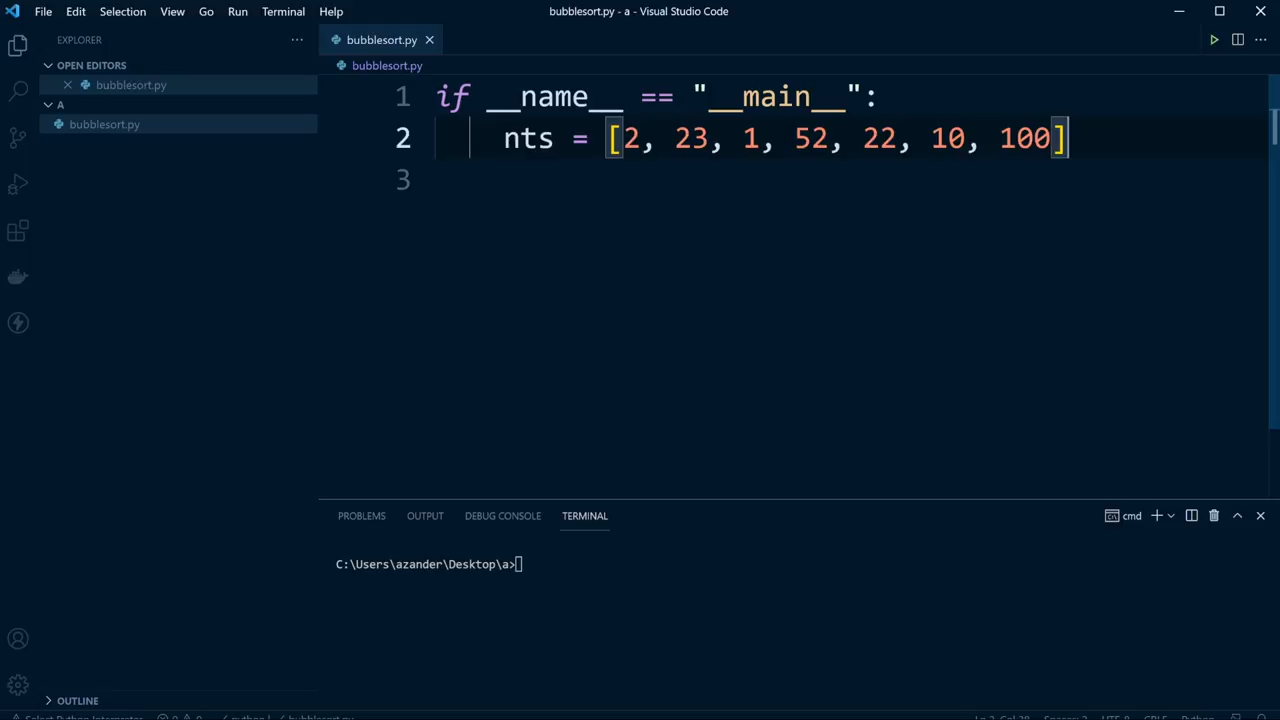 File Edit Selection View Go Run Terminal Help
bubblesort.py - a - Visual Studio Code
EXPLORER
bubblesort.py
OPEN EDITORS
bubblesort.py
bubblesort.py
A
bubblesort.py
1 if __name__ == "__main__":
2 nts = [2, 23, 1, 52, 22, 10, 100]
3
PROBLEMS OUTPUT DEBUG CONSOLE TERMINAL
cmd
C:\Users\azander\Desktop\a>
OUTLINE